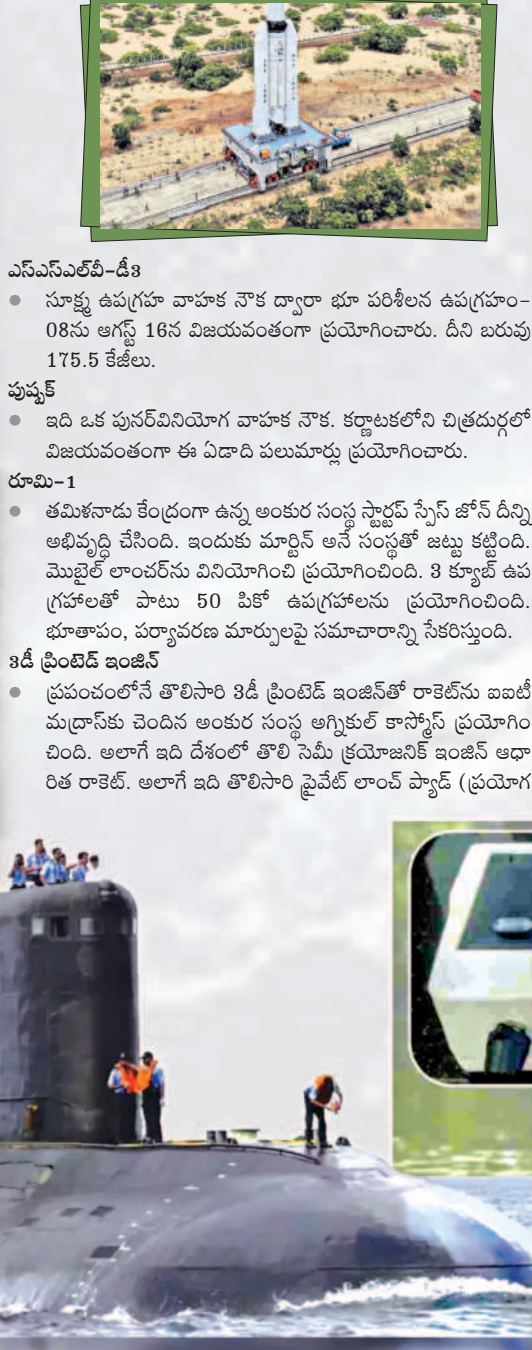 ఎస్ఎస్ఎల్‌వీ-డీ3
సూక్ష్మ ఉపగ్రహ వాహక నౌక ద్వారా భూ పరిశీలన ఉపగ్రహం-
08ను ఆగస్ట్ 16న విజయవంతంగా ప్రయోగించారు. దీని బరువు
175.5 కేజీలు.
పుష్పక్
ఇది ఒక పునర్‌వినియోగ వాహక నౌక. కర్ణాటకలోని చిత్రదుర్గలో
విజయవంతంగా ఈ ఏడాది పలుమార్లు ప్రయోగించారు.
రూమి-1
తమిళనాడు కేంద్రంగా ఉన్న అంకుర సంస్థ స్టార్టప్ స్పేస్ జోన్ దీన్ని
అభివృద్ధి చేసింది. ఇందుకు మార్టిన్ అనే సంస్థతో జట్టు కట్టింది.
మొబైల్ లాంచర్‌ను వినియోగించి ప్రయోగించింది. 3 క్యూబ్ ఉప
గ్రహాలతో పాటు 50 పికో ఉపగ్రహాలను ప్రయోగించింది.
భూతాపం, పర్యావరణ మార్పులపై సమాచారాన్ని సేకరిస్తుంది.
3డీ ప్రింటెడ్ ఇంజిన్
ప్రపంచంలోనే తొలిసారి 3డీ ప్రింటెడ్ ఇంజిన్‌తో రాకెట్‌ను ఐఐటీ
మద్రాస్‌కు చెందిన అంకుర సంస్థ అగ్నికుల్ కాస్మోస్ ప్రయోగిం
చింది. అలాగే ఇది దేశంలో తొలి సెమీ క్రయోజనిక్ ఇంజిన్ ఆధా
రిత రాకెట్. అలాగే ఇది తొలిసారి ప్రైవేట్ లాంచ్ ప్యాడ్ (ప్రయోగ